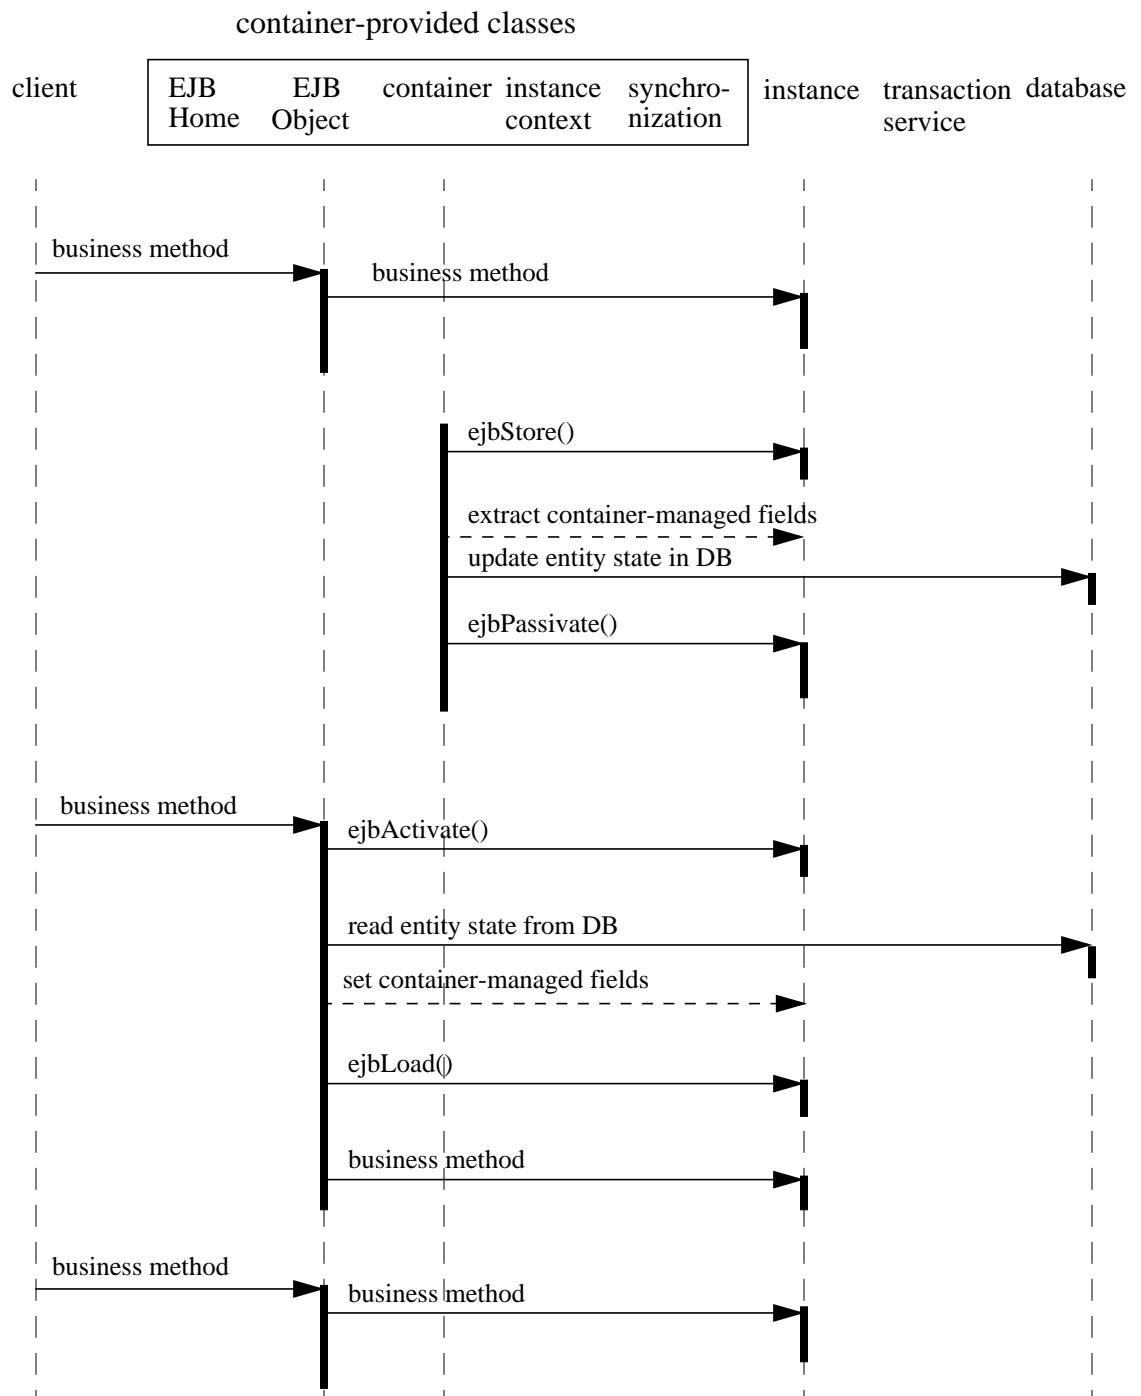 container-provided classes
client
EJB
Home
EJB
Object
container
instance
context
synchro-
nization
instance
transaction
service
database
business method
business method
ejbStore()
extract container-managed fields
update entity state in DB
ejbPassivate()
business method
ejbActivate()
read entity state from DB
set container-managed fields
ejbLoad()
business method
business method
business method